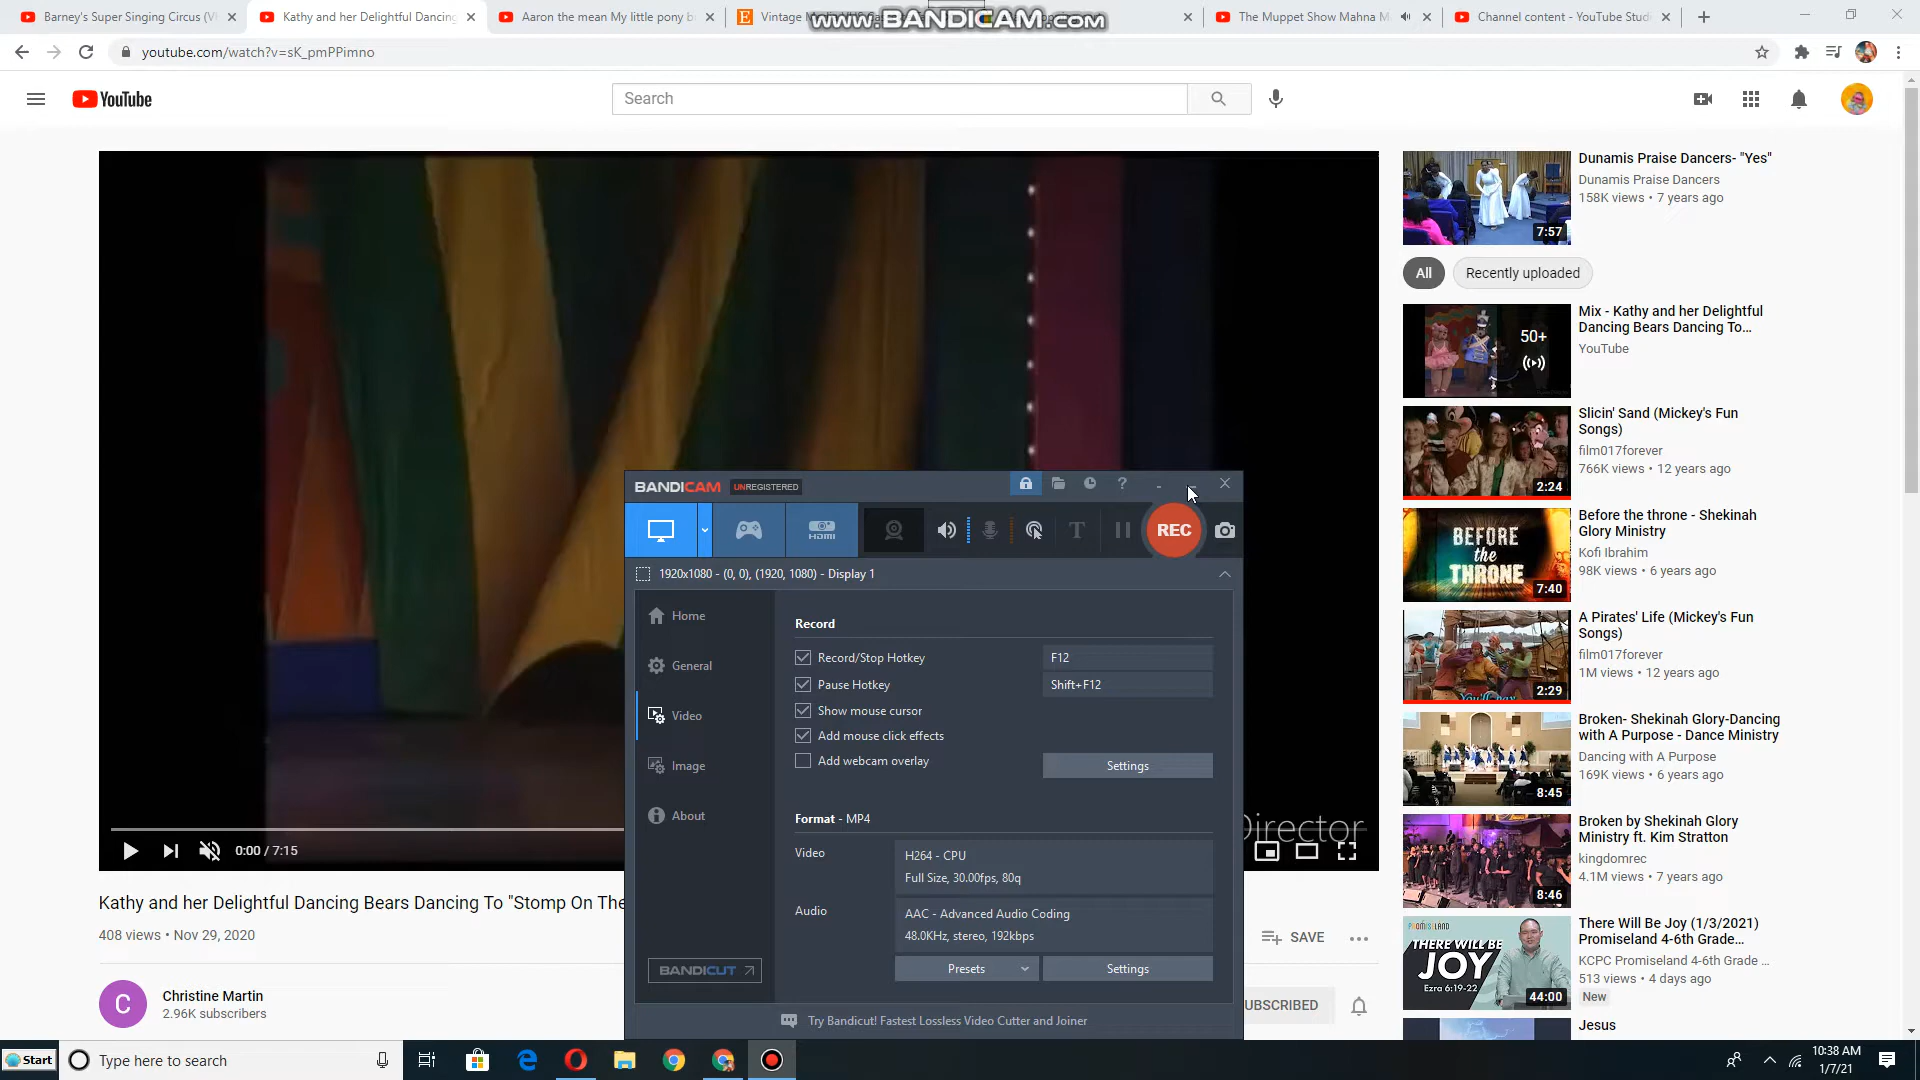 Barney's Super Singing Circus (VI
Kathy and her Delightful Dancing
Aaron the mean My little pony b
Vintage
The Muppet Show Mahna M
Channel content - YouTube Stud
www.BANDICAM.com
youtube.com/watch?v=sK_pmPPimno
YouTube
Search
Dunamis Praise Dancers- "Yes"
Dunamis Praise Dancers
158K views • 7 years ago
7:57
All
Recently uploaded
Mix - Kathy and her Delightful
Dancing Bears Dancing To...
YouTube
50+
Slicin' Sand (Mickey's Fun
Songs)
film017forever
766K views • 12 years ago
2:24
Before the throne - Shekinah
Glory Ministry
Kofi Ibrahim
98K views • 6 years ago
BEFORE
the
THRONE
7:40
A Pirates' Life (Mickey's Fun
Songs)
film017forever
1M views • 12 years ago
2:29
Broken- Shekinah Glory-Dancing
with A Purpose - Dance Ministry
Dancing with A Purpose
169K views • 6 years ago
8:45
Broken by Shekinah Glory
Ministry ft. Kim Stratton
kingdomrec
4.1M views • 7 years ago
8:46
There Will Be Joy (1/3/2021)
Promiseland 4-6th Grade...
KCPC Promiseland 4-6th Grade ...
513 views • 4 days ago
New
PROMISELAND
THERE WILL BE
JOY
Ezra 6:19-22
44:00
Jesus
BANDICAM UNREGISTERED
HDMI
T
REC
1920x1080 - (0, 0), (1920, 1080) - Display 1
Home
General
Video
Image
About
BANDICUT
Record
Record/Stop Hotkey F12
Pause Hotkey Shift+F12
Show mouse cursor
Add mouse click effects
Add webcam overlay
Settings
Format - MP4
Video
H264 - CPU
Full Size, 30.00fps, 80q
Audio
AAC - Advanced Audio Coding
48.0KHz, stereo, 192kbps
Presets
Settings
Try Bandicut! Fastest Lossless Video Cutter and Joiner
Director
0:00 / 7:15
Kathy and her Delightful Dancing Bears Dancing To "Stomp On The
408 views • Nov 29, 2020
SAVE
C
Christine Martin
2.96K subscribers
UBSCRIBED
Start
Type here to search
10:38 AM
1/7/21